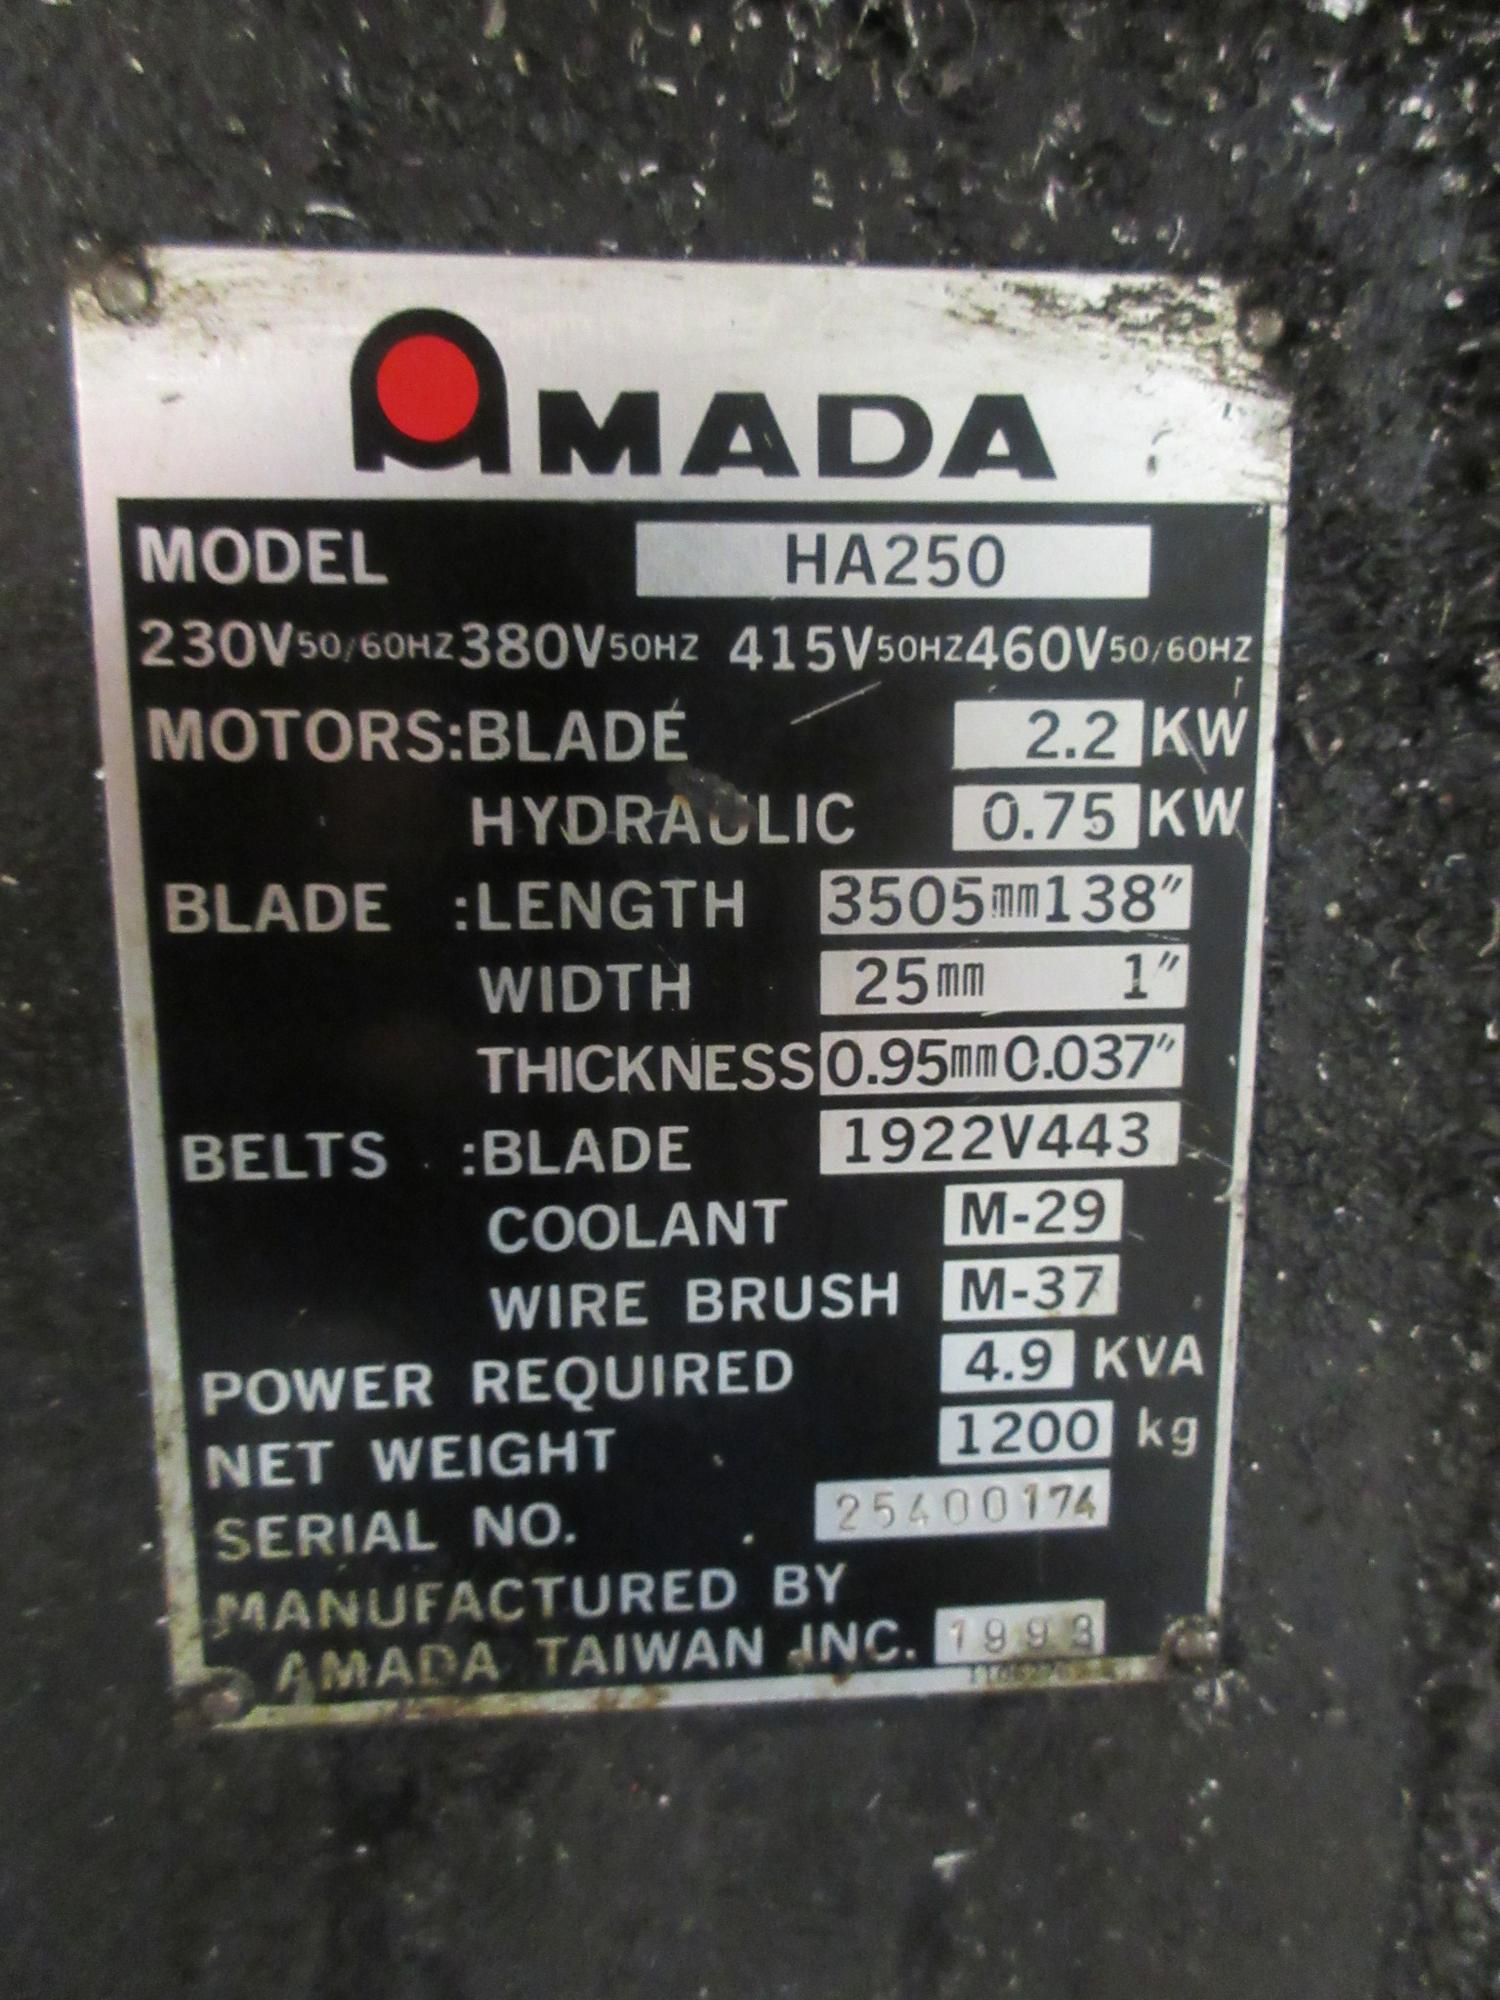 AMADA
MODEL HA250
230V50/60HZ 380V50HZ 415V50HZ 460V50/60HZ
MOTORS:BLADE 2.2 KW
HYDRAULIC 0.75 KW
BLADE :LENGTH 3505mm 138″
WIDTH 25mm 1″
THICKNESS 0.95mm 0.037″
BELTS :BLADE 1922V443
COOLANT M-29
WIRE BRUSH M-37
POWER REQUIRED 4.9 KVA
NET WEIGHT 1200 kg
SERIAL NO. 25400174
MANUFACTURED BY
AMADA TAIWAN INC. 1993